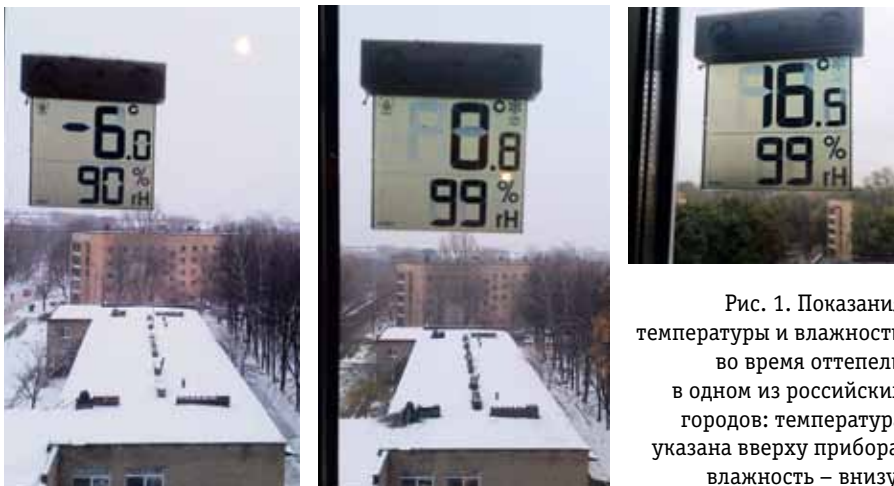 -6.0°
90 % rH
0.8°
99 % rH
16.5°
99 % rH
Рис. 1. Показания
температуры и влажности
во время оттепели
в одном из российских
городов: температура
указана вверху прибора
влажность – внизу